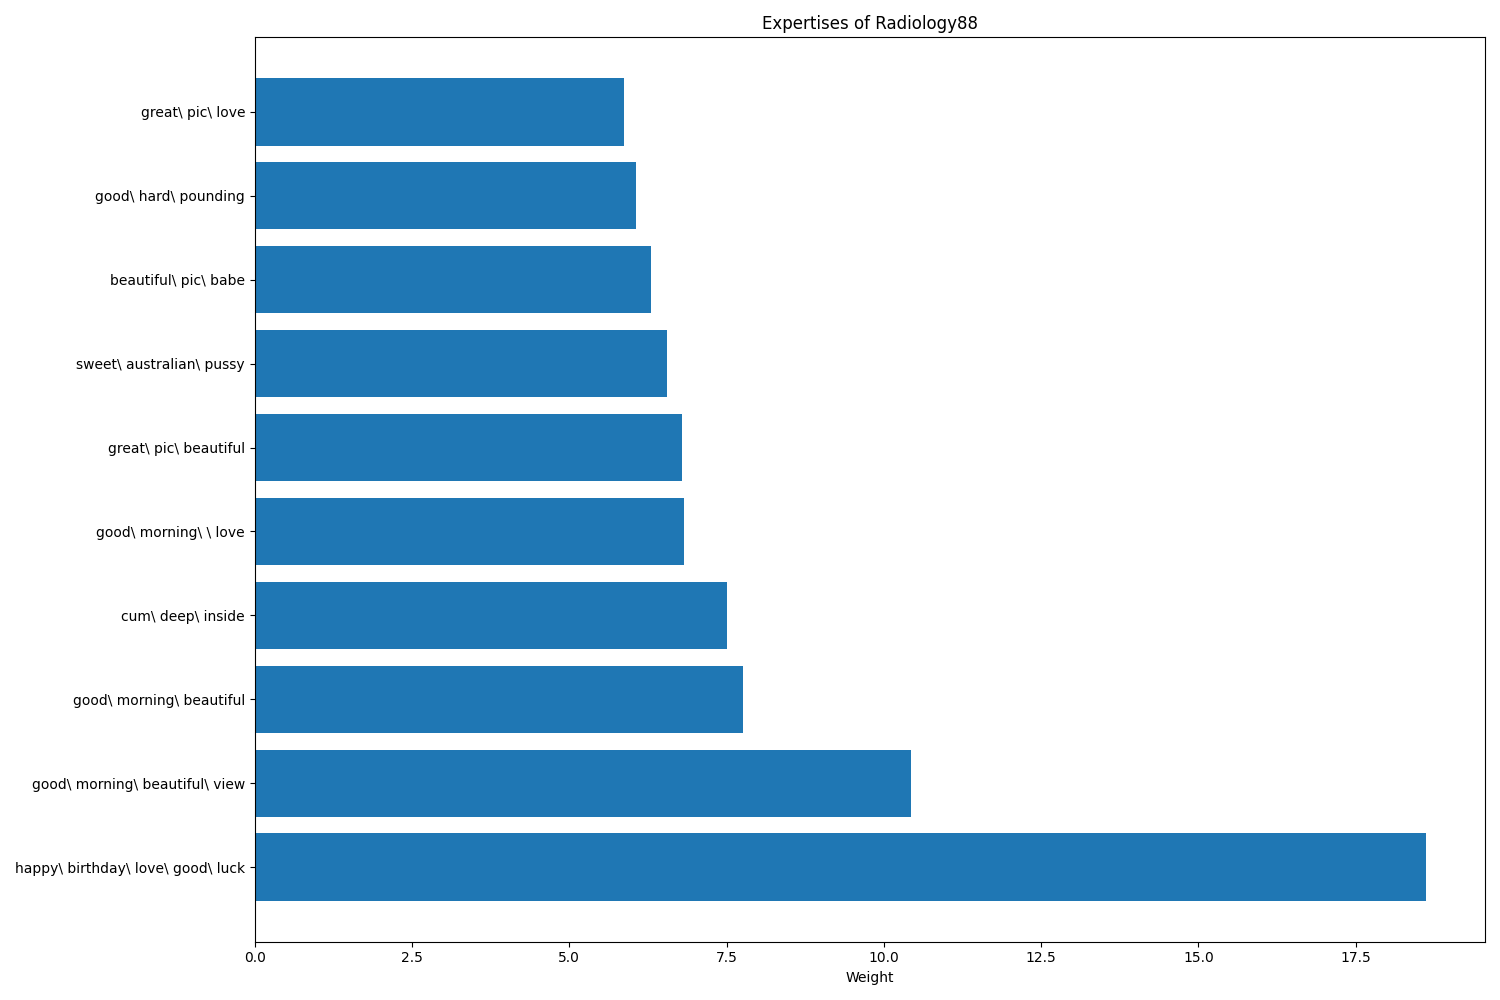 Expertises of Radiology88
great\ pic\ love
good\ hard\ pounding
beautiful\ pic\ babe
sweet\ australian\ pussy
great\ pic\ beautiful
good\ morning\ \ love
cum\ deep\ inside
good\ morning\ beautiful
good\ morning\ beautiful\ view
happy\ birthday\ love\ good\ luck
0.0 2.5 5.0 7.5 10.0 12.5 15.0 17.5
Weight